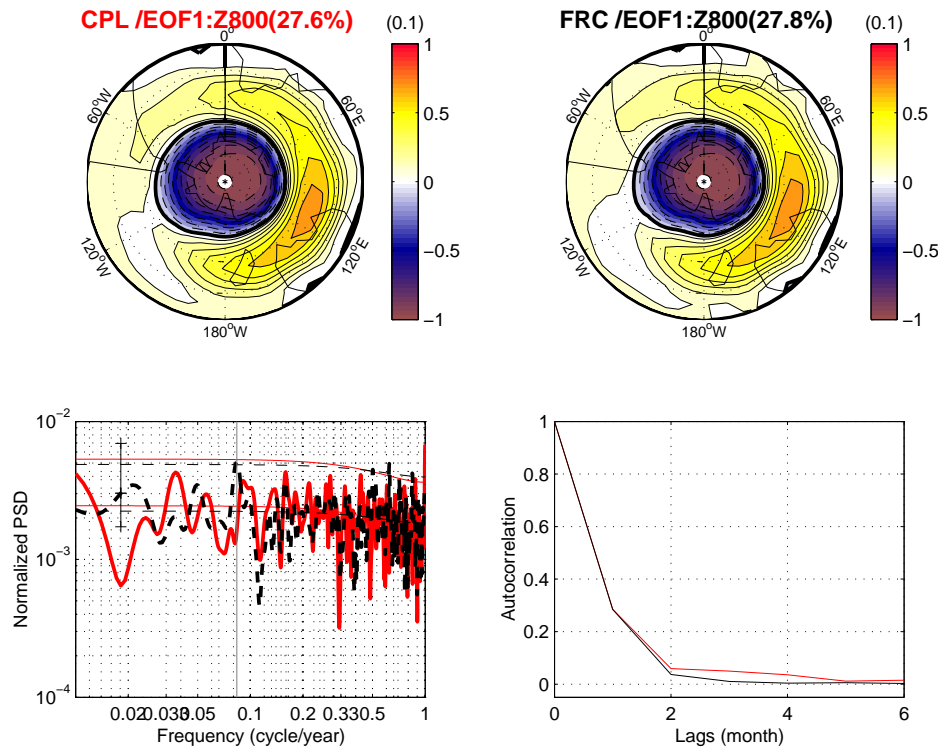 CPL /EOF1:Z800(27.6%)
(0.1)
FRC /EOF1:Z800(27.8%)
(0.1)
0°
60°W
60°E
120°W
120°E
180°W
1
0.5
0
−0.5
−1
0°
60°W
60°E
120°W
120°E
180°W
1
0.5
0
−0.5
−1
Normalized PSD
10⁻²
10⁻³
10⁻⁴
0.02
0.033
0.05
0.1
0.2
0.33
0.5
1
Frequency (cycle/year)
Autocorrelation
1
0.8
0.6
0.4
0.2
0
0
2
4
6
Lags (month)